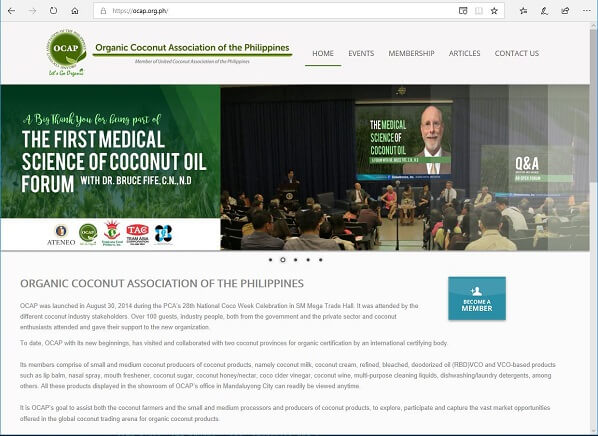 https://ocap.org.ph/
OCAP
Let's Go Organic
Organic Coconut Association of the Philippines
Member of United Coconut Association of the Philippines
HOME EVENTS MEMBERSHIP ARTICLES CONTACT US
A Big Thank You for being part of
THE FIRST MEDICAL
SCIENCE OF COCONUT OIL
FORUM WITH DR. BRUCE FIFE, C.N., N.D
THE MEDICAL
SCIENCE OF
COCONUT OIL
A FORUM WITH DR. BRUCE FIFE, C.N., N.D
Q&A
AN OPEN FORUM
ATENEO
OCAP
TAC
TEAM ASIA
CORPORATION
ORGANIC COCONUT ASSOCIATION OF THE PHILIPPINES
BECOME A
MEMBER
OCAP was launched in August 30, 2014 during the PCA's 28th National Coco Week Celebration in SM Mega Trade Hall. It was attended by the
different coconut industry stakeholders. Over 100 guests, industry people, both from the government and the private sector and coconut
enthusiasts attended and gave their support to the new organization.
To date, OCAP with its new beginnings, has visited and collaborated with two coconut provinces for organic certification by an international certifying body.
Its members comprise of small and medium coconut producers of coconut products, namely coconut milk, coconut cream, refined, bleached, deodorized oil (RBD)VCO and VCO-based products
such as lip balm, nasal spray, mouth freshener, coconut sugar, coconut honey/nectar, coco cider vinegar, coconut wine, multi-purpose cleaning liquids, dishwashing/laundry detergents, among
others. All these products displayed in the showroom of OCAP's office in Mandaluyong City can readily be viewed anytime.
It is OCAP's goal to assist both the coconut farmers and the small and medium processors and producers of coconut products, to explore, participate and capture the vast market opportunities
offered in the global coconut trading arena for organic coconut products.